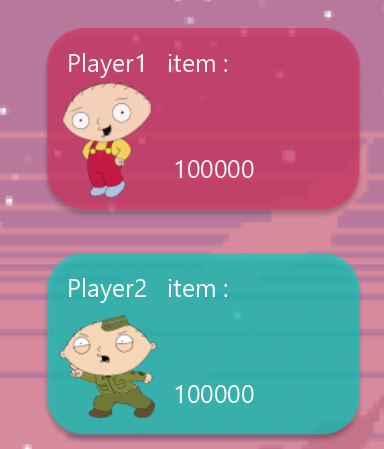 Player1 item :
100000
Player2 item :
100000